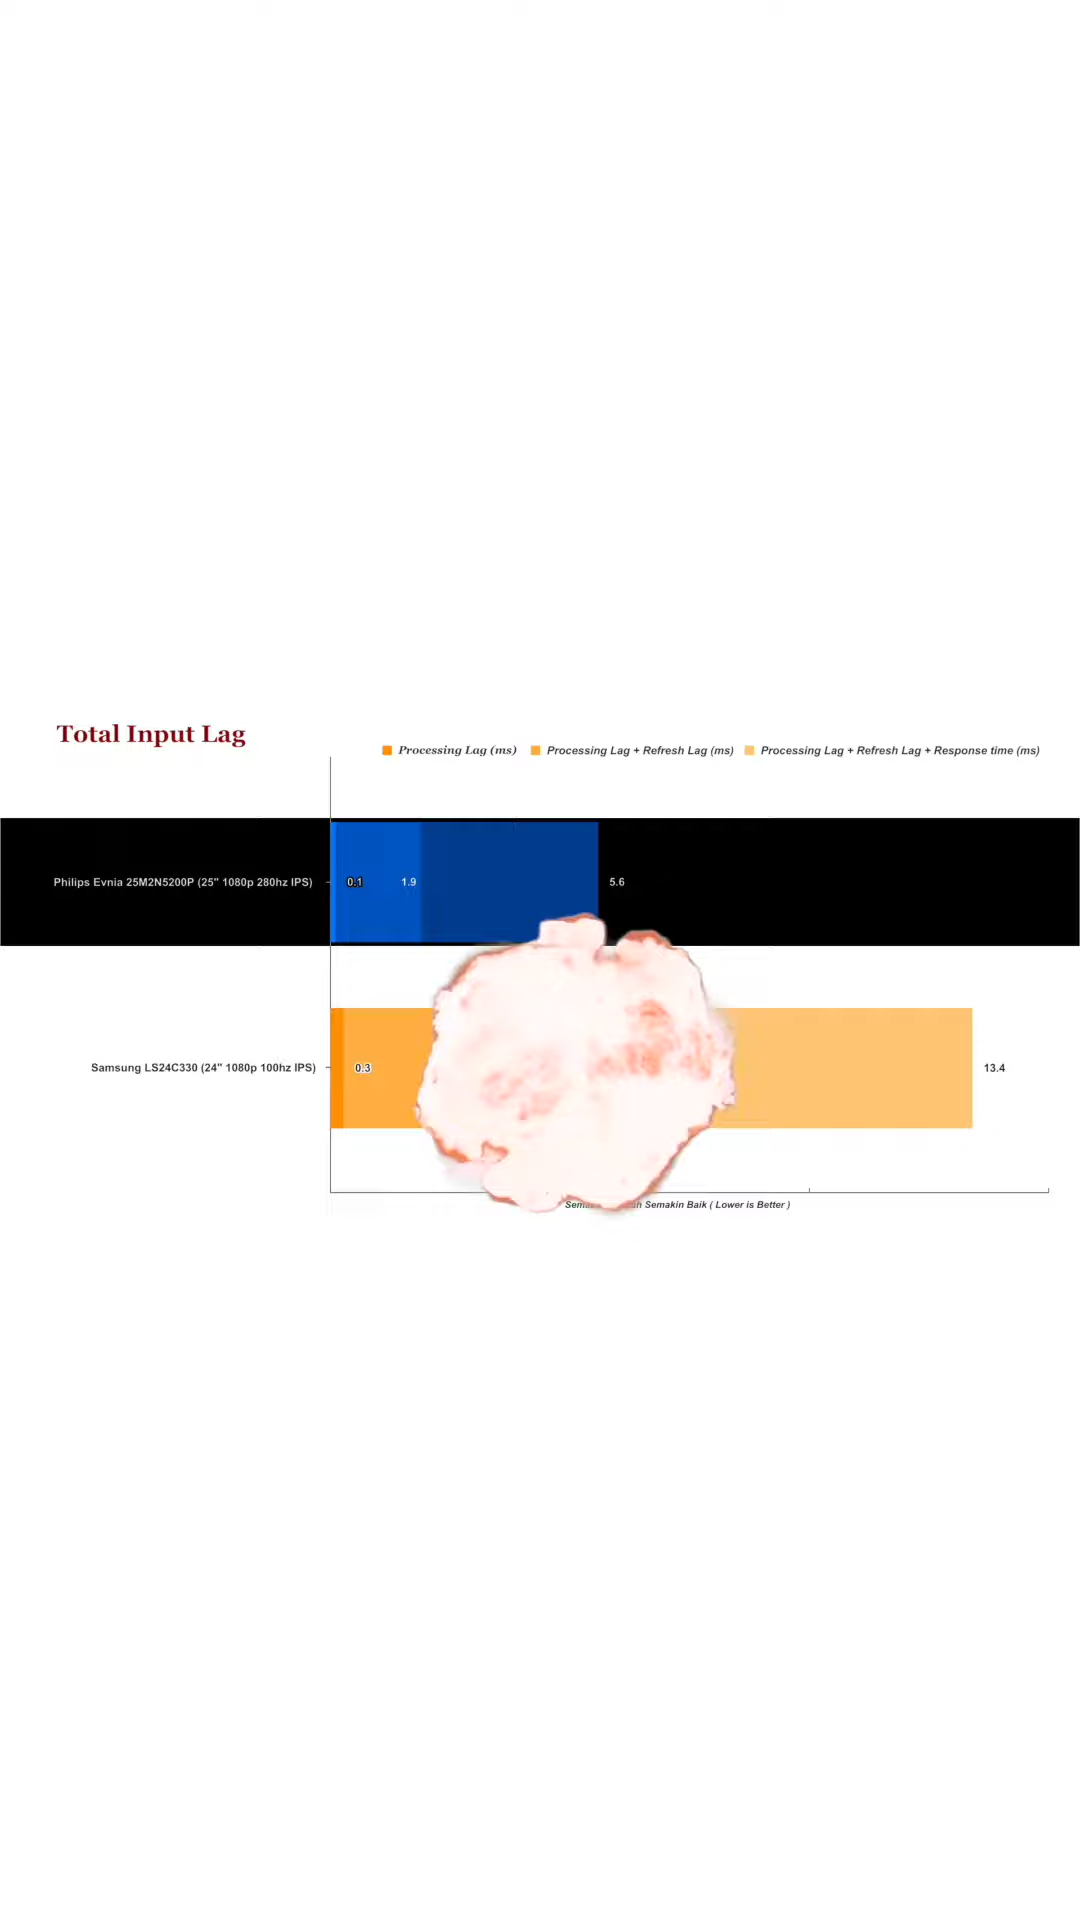 Total Input Lag
Processing Lag (ms) Processing Lag + Refresh Lag (ms) Processing Lag + Refresh Lag + Response time (ms)
Philips Evnia 25M2N5200P (25" 1080p 280hz IPS) 0.1 1.9 5.6
Samsung LS24C330 (24" 1080p 100hz IPS) 0.3 13.4
Semakin Baik ( Lower is Better )